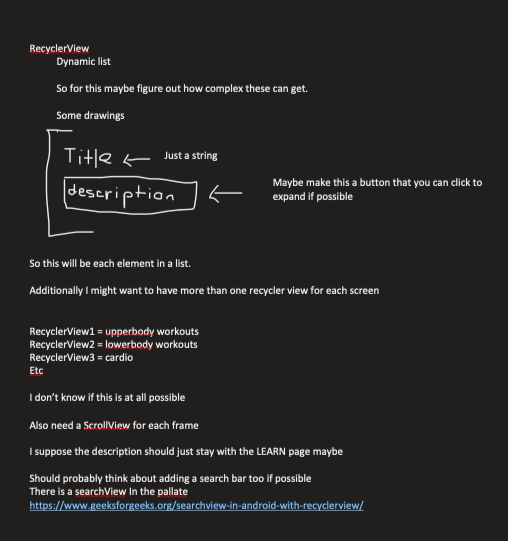 RecyclerView
Dynamic list
So for this maybe figure out how complex these can get.
Some drawings
Title
Just a string
description
Maybe make this a button that you can click to
expand if possible
So this will be each element in a list.
Additionally I might want to have more than one recycler view for each screen
RecyclerView1 = upperbody workouts
RecyclerView2 = lowerbody workouts
RecyclerView3 = cardio
Etc
I don't know if this is at all possible
Also need a ScrollView for each frame
I suppose the description should just stay with the LEARN page maybe
Should probably think about adding a search bar too if possible
There is a searchView In the pallate
https://www.geeksforgeeks.org/searchview-in-android-with-recyclerview/